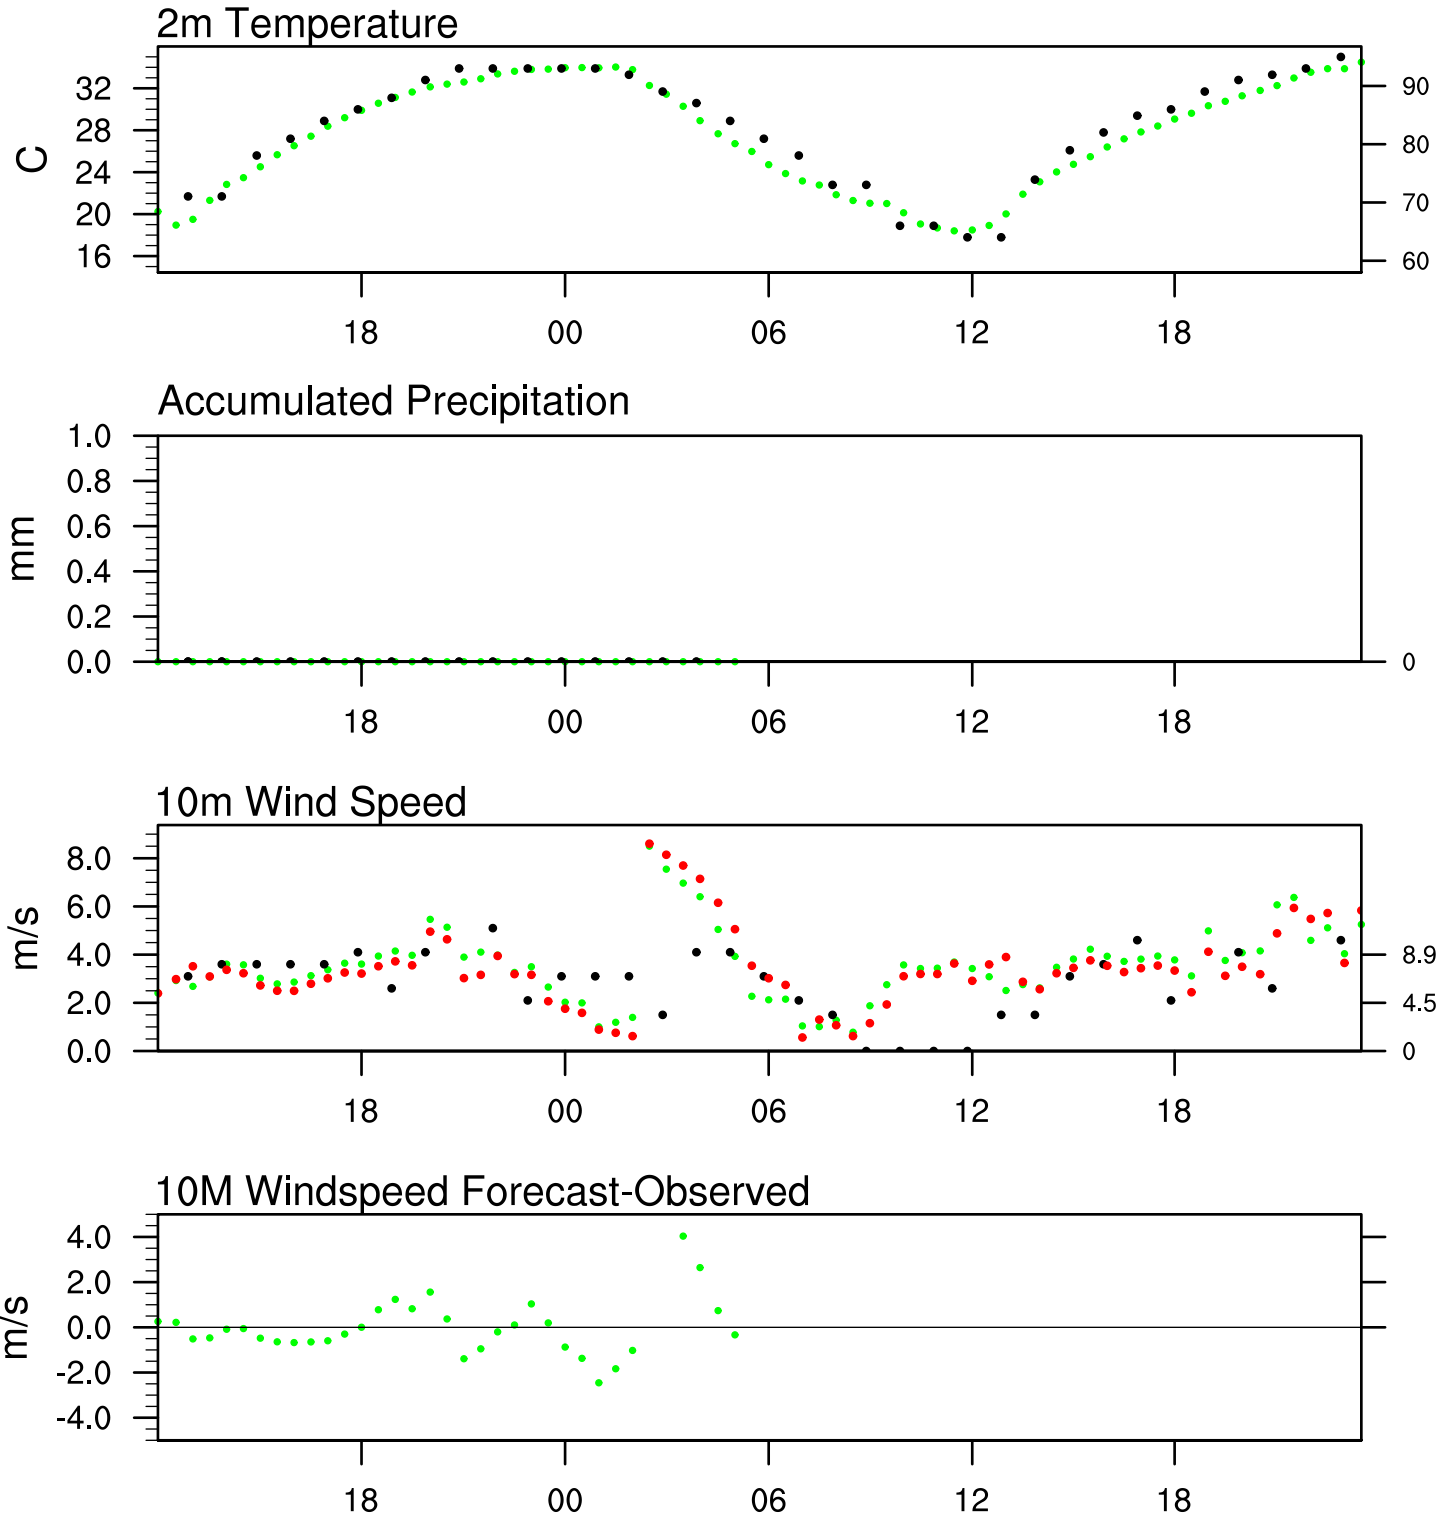 2m Temperature
C
32
28
24
20
16
90
80
70
60
18 00 06 12 18
Accumulated Precipitation
mm
1.0
0.8
0.6
0.4
0.2
0.0
0
18 00 06 12 18
10m Wind Speed
m/s
8.0
6.0
4.0
2.0
0.0
8.9
4.5
0
18 00 06 12 18
10M Windspeed Forecast-Observed
m/s
4.0
2.0
0.0
-2.0
-4.0
18 00 06 12 18